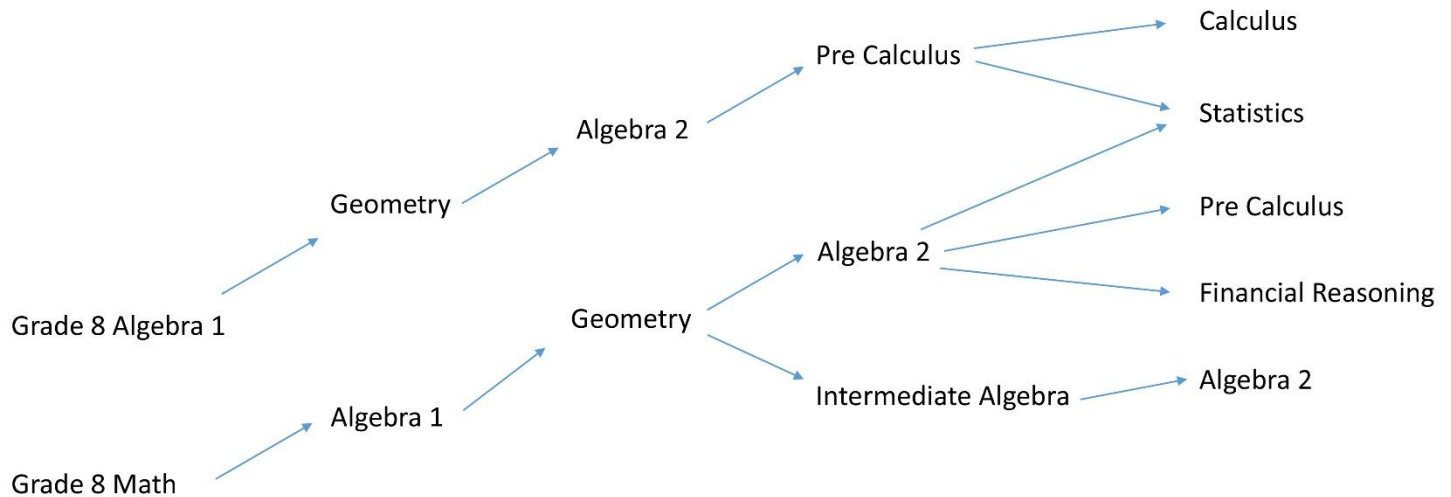 Calculus
Pre Calculus
Statistics
Algebra 2
Geometry
Pre Calculus
Algebra 2
Financial Reasoning
Grade 8 Algebra 1
Geometry
Algebra 2
Intermediate Algebra
Algebra 1
Grade 8 Math